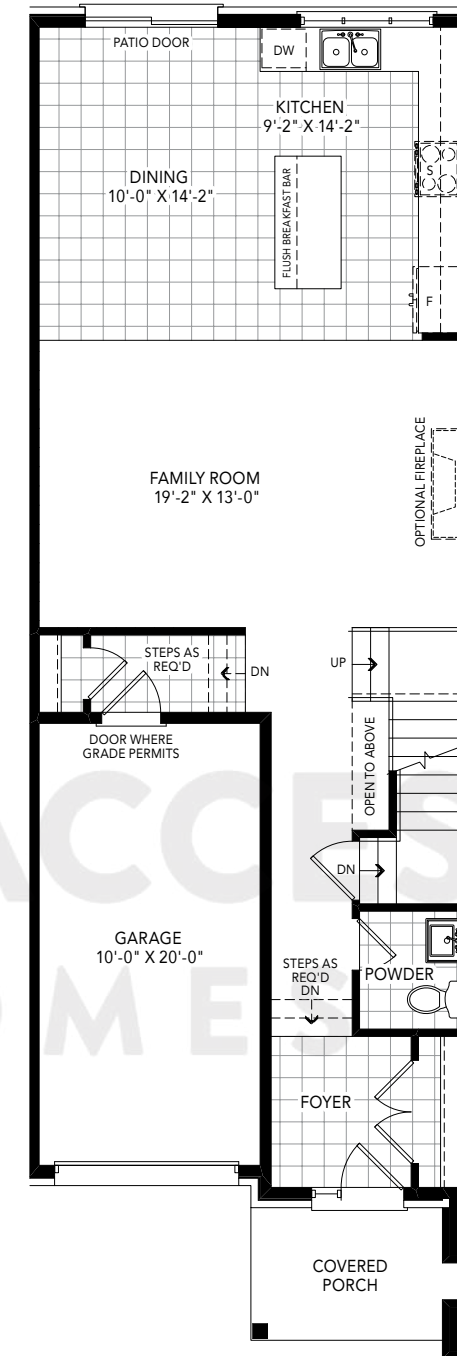 PATIO DOOR
DW
KITCHEN
9'-2" X 14'-2"
S
DINING
10'-0" X 14'-2"
FLUSH BREAKFAST BAR
F
OPTIONAL FIREPLACE
FAMILY ROOM
19'-2" X 13'-0"
STEPS AS
REQ'D
DN
UP
DOOR WHERE
GRADE PERMITS
OPEN TO ABOVE
ACCES
DN
GARAGE
10'-0" X 20'-0"
STEPS AS
REQ'D
DN
POWDER
OMES
FOYER
COVERED
PORCH